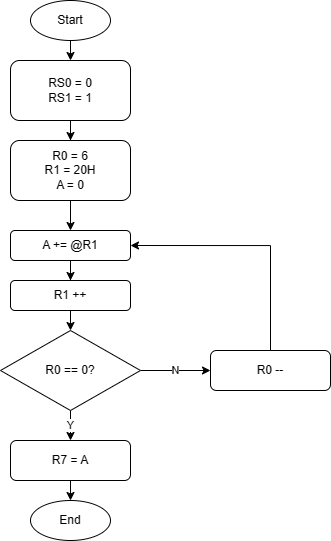 Start
RS0 = 0
RS1 = 1
R0 = 6
R1 = 20H
A = 0
A += @R1
R1 ++
R0 == 0?
N
R0 --
Y
R7 = A
End